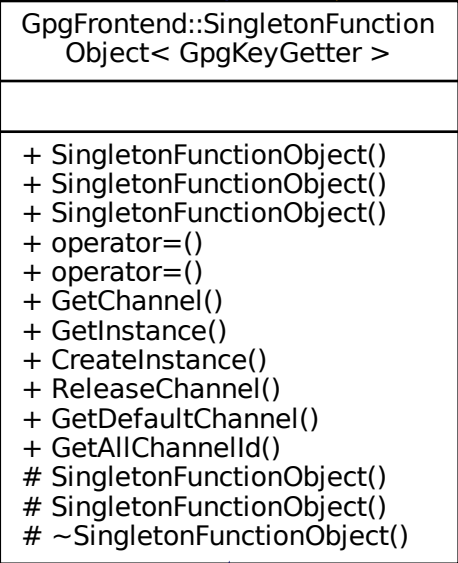 GpgFrontend::SingletonFunction
Object< GpgKeyGetter >
+ SingletonFunctionObject()
+ SingletonFunctionObject()
+ SingletonFunctionObject()
+ operator=()
+ operator=()
+ GetChannel()
+ GetInstance()
+ CreateInstance()
+ ReleaseChannel()
+ GetDefaultChannel()
+ GetAllChannelId()
# SingletonFunctionObject()
# SingletonFunctionObject()
# ~SingletonFunctionObject()